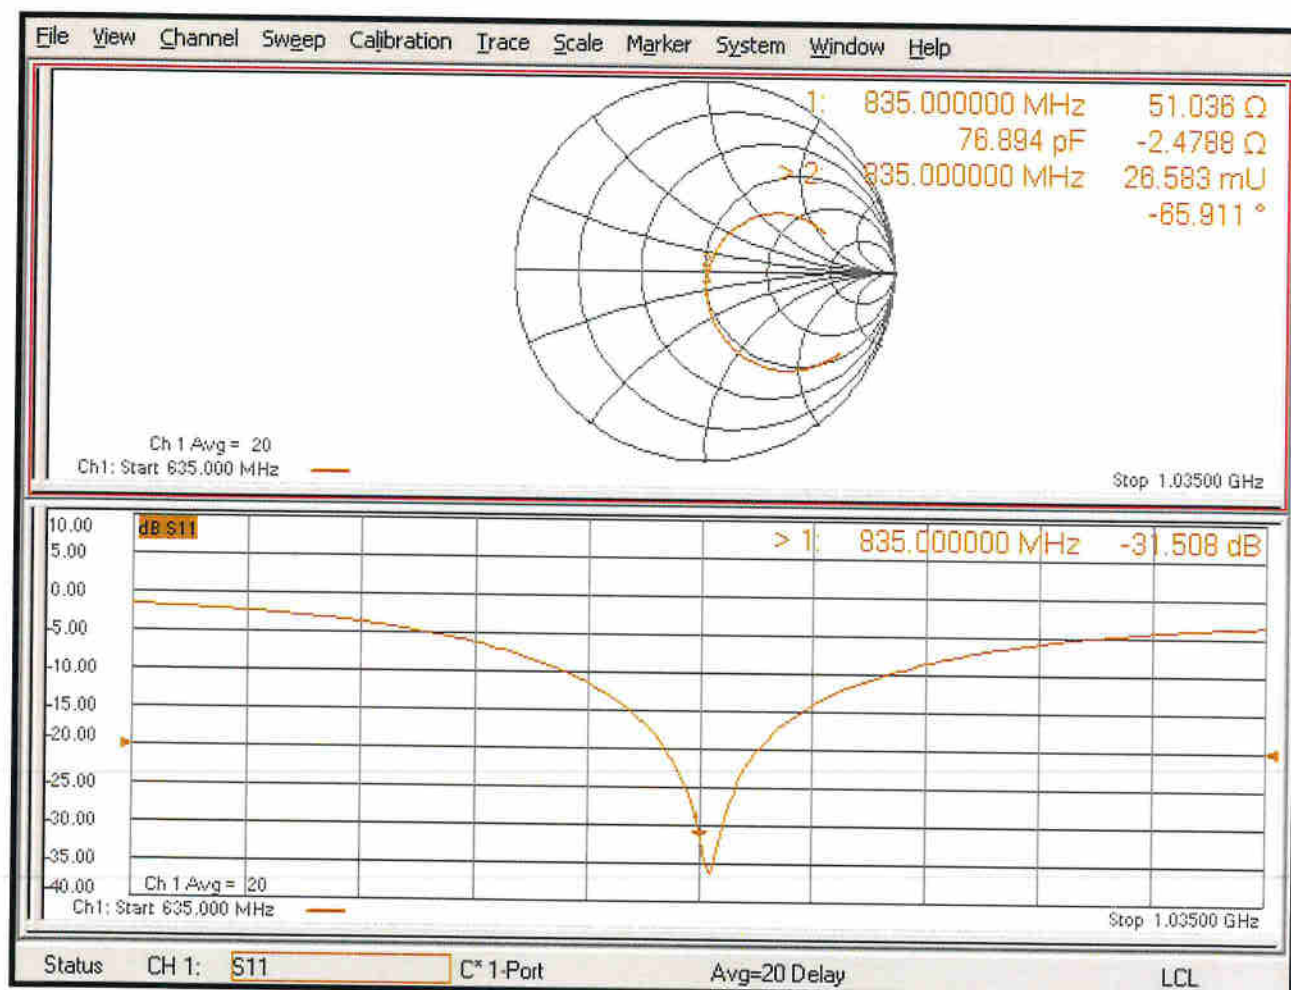 File View Channel Sweep Calibration Trace Scale Marker System Window Help
1: 835.000000 MHz 51.036 Ω
76.894 pF -2.4788 Ω
> 2: 835.000000 MHz 26.583 mU
-65.911 °
Ch 1 Avg = 20
Ch1: Start 635.000 MHz
Stop 1.03500 GHz
10.00
dB S11
> 1: 835.000000 MHz -31.508 dB
5.00
0.00
-5.00
-10.00
-15.00
-20.00
-25.00
-30.00
-35.00
-40.00
Ch 1 Avg = 20
Ch1: Start 635.000 MHz
Stop 1.03500 GHz
Status CH 1: S11 C* 1-Port Avg=20 Delay LCL